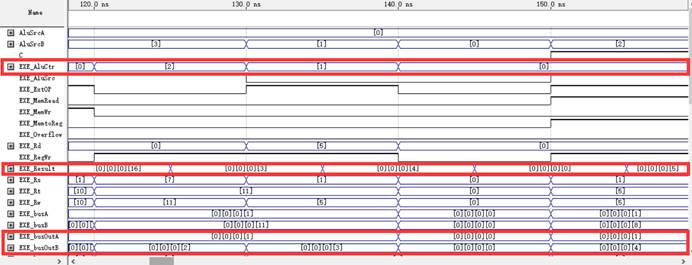 Name 120.0 ns 130.0 ns 140.0 ns 150.0 ns
AluSrcA [0]
AluSrcB [3] [1] [0] [2]
C
EXE_AluCtr [0] [2] [1] [0]
EXE_AluSrc
EXE_ExtOP
EXE_MemRead
EXE_MemWr
EXE_MemtoReg
EXE_Overflow
EXE_Rd [0] [5] [0]
EXE_RegWr
EXE_Result [0][0][0][16] [0][0][0][3] [0][0][0][4] [0][0][0][0] [0][0][0][5]
EXE_Rs [1] [7] [1] [0] [1]
EXE_Rt [10] [11] [0] [5]
EXE_Rw [10] [11] [5] [0] [5]
EXE_busA [0][0][0][1] [0][0][0][0] [0][0][0][1]
EXE_busB [0][0][ [0][0][0][11] [0][0][0][0] [0][0][0][8]
EXE_busOutA [0][0][0][1] [0][0][0][0] [0][0][0][1]
EXE_busOutB [0][0][ [0][0][0][2] [0][0][0][3] [0][0][0][0] [0][0][0][4]